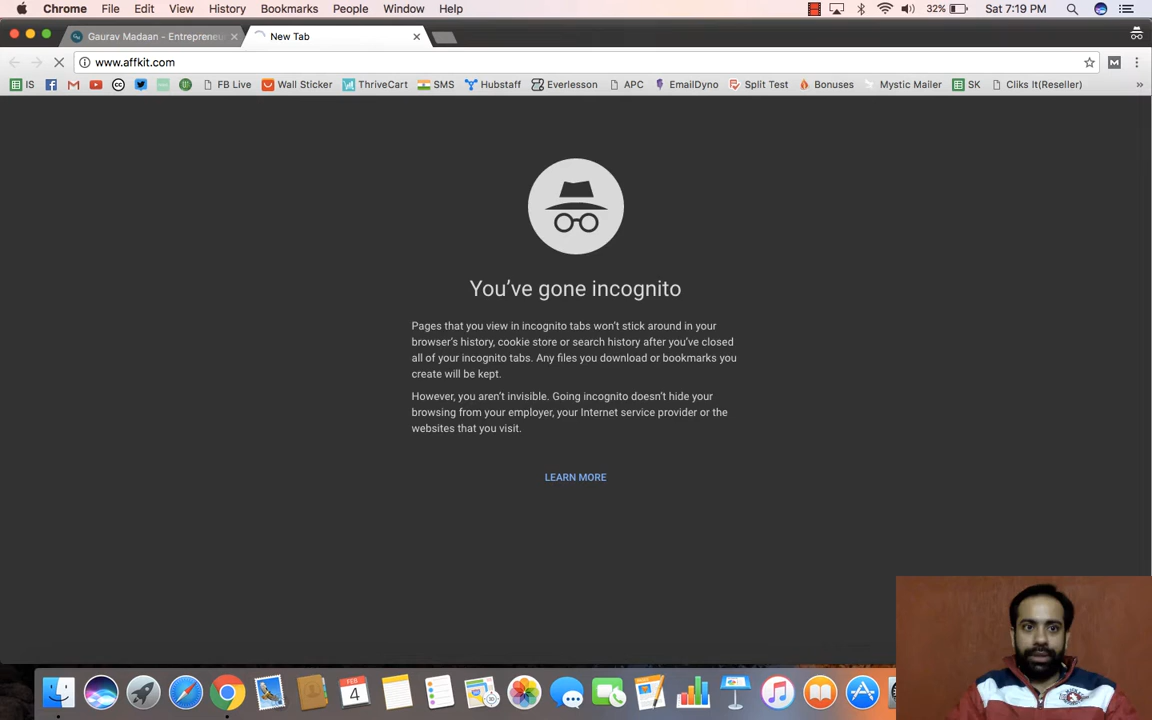 Chrome File Edit View History Bookmarks People Window Help 32% Sat 7:19 PM
Gaurav Madaan - Entrepreneur New Tab
www.affkit.com
IS FB Live Wall Sticker ThriveCart SMS Hubstaff Everlesson APC EmailDyno Split Test Bonuses Mystic Mailer SK Cliks It(Reseller) »
You've gone incognito
Pages that you view in incognito tabs won't stick around in your
browser's history, cookie store or search history after you've closed
all of your incognito tabs. Any files you download or bookmarks you
create will be kept.
However, you aren't invisible. Going incognito doesn't hide your
browsing from your employer, your Internet service provider or the
websites that you visit.
LEARN MORE
FEB
4